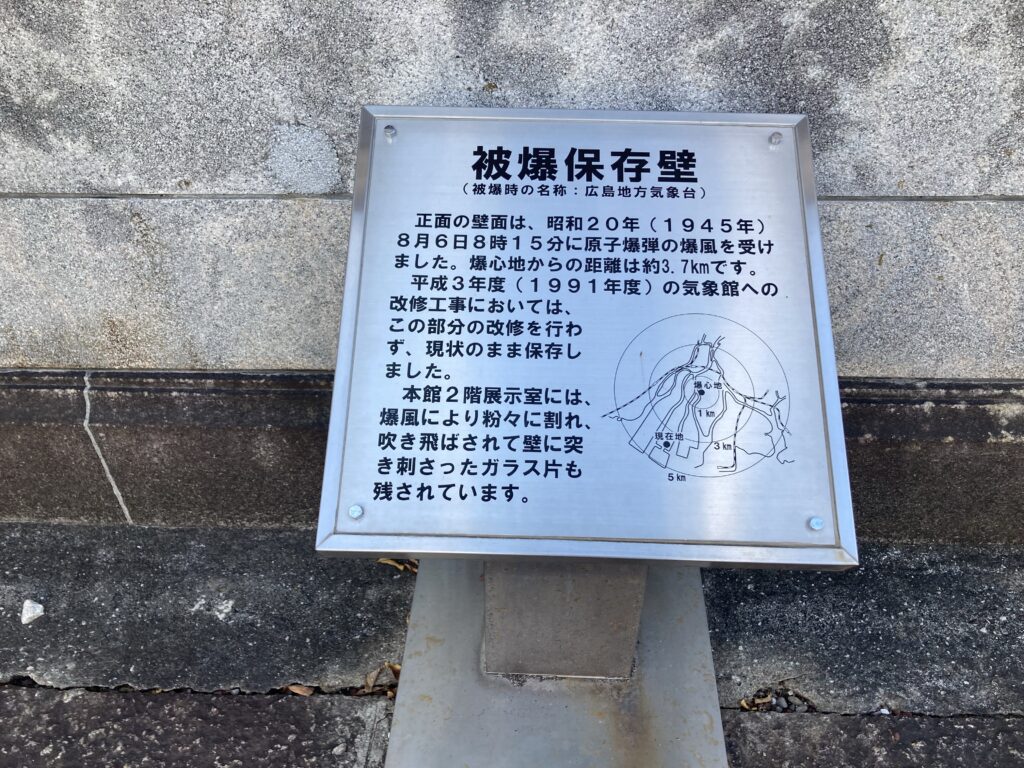 被爆保存壁
（被爆時の名称：広島地方気象台）
正面の壁面は、昭和２０年（１９４５年）
８月６日８時１５分に原子爆弾の爆風を受け
ました。爆心地からの距離は約3.7kmです。
平成３年度（１９９１年度）の気象館への
改修工事においては、
この部分の改修を行わ
ず、現状のまま保存し
ました。
本館２階展示室には、
爆風により粉々に割れ、
吹き飛ばされて壁に突
き刺さったガラス片も
残されています。
爆心地
1㎞
現在地
3㎞
5㎞